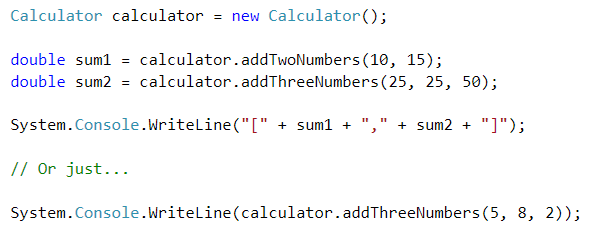 Calculator calculator = new Calculator();
double sum1 = calculator.addTwoNumbers(10, 15);
double sum2 = calculator.addThreeNumbers(25, 25, 50);
System.Console.WriteLine("[" + sum1 + "," + sum2 + "]");
// Or just...
System.Console.WriteLine(calculator.addThreeNumbers(5, 8, 2));